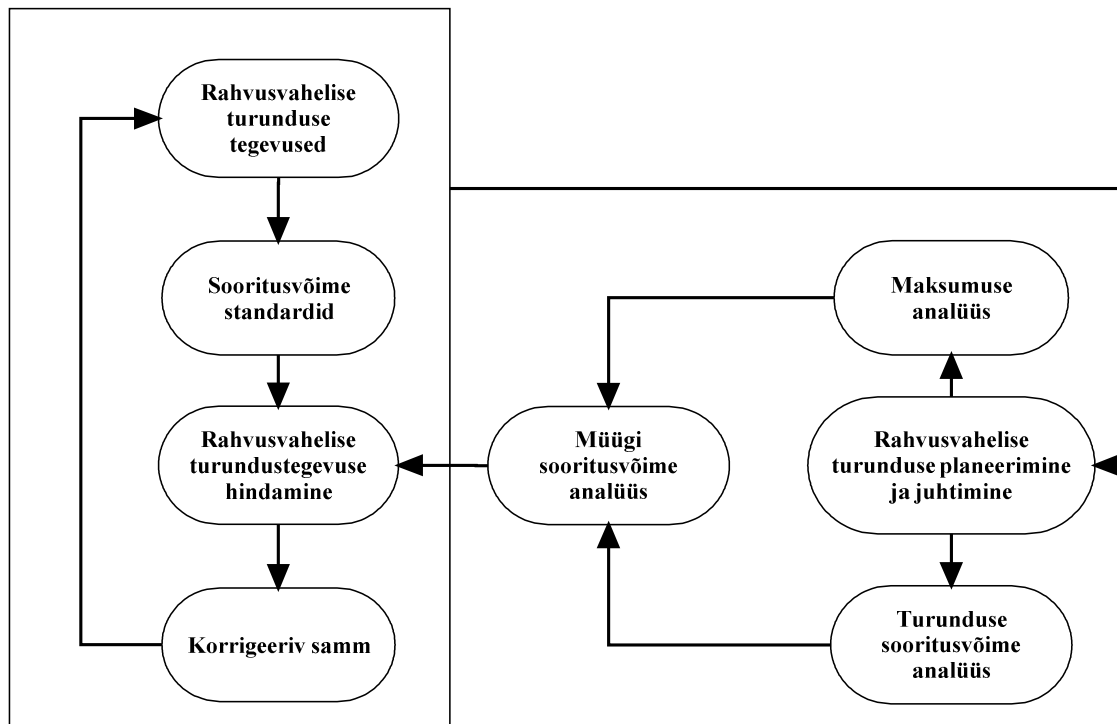 Rahvusvahelise
turunduse
tegevused
Sooritusvõime
standardid
Rahvusvahelise
turundustegevuse
hindamine
Korrigeeriv samm
Müügi
sooritusvõime
analüüs
Maksumuse
analüüs
Rahvusvahelise
turunduse planeerimine
ja juhtimine
Turunduse
sooritusvõime
analüüs